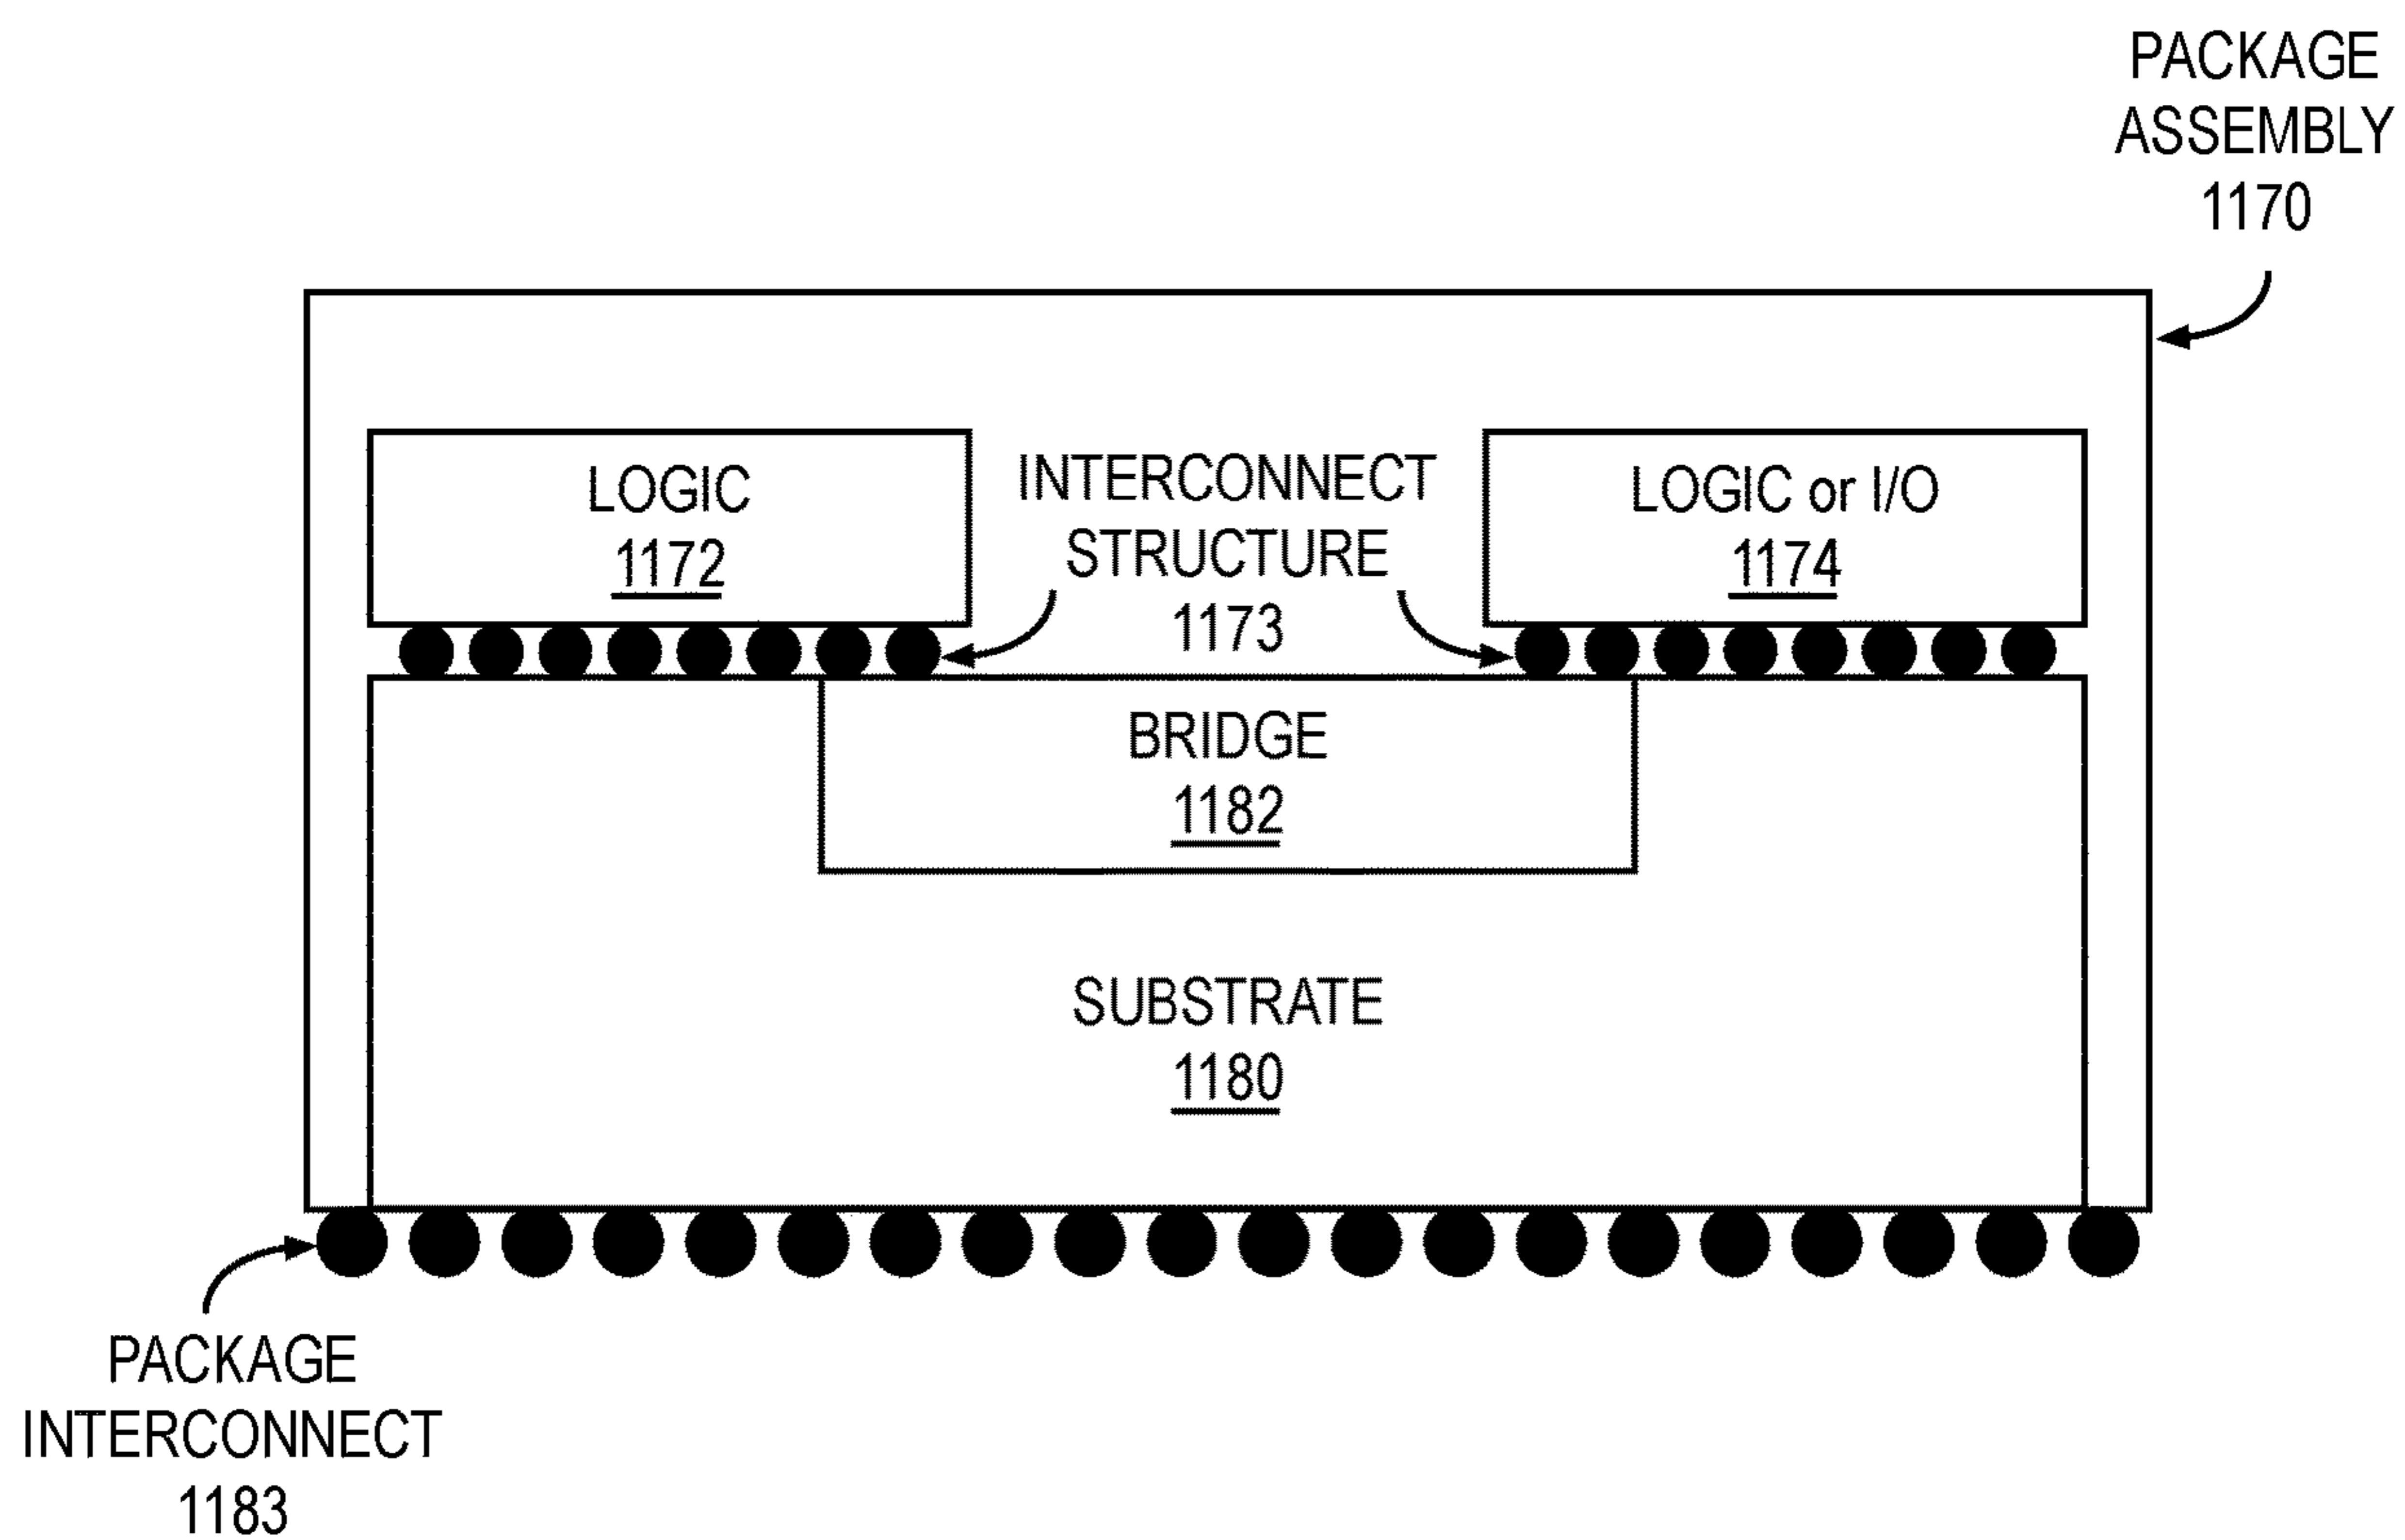 PACKAGE
ASSEMBLY
1170
LOGIC
1172
INTERCONNECT
STRUCTURE
1173
LOGIC or I/O
1174
BRIDGE
1182
SUBSTRATE
1180
PACKAGE
INTERCONNECT
1183